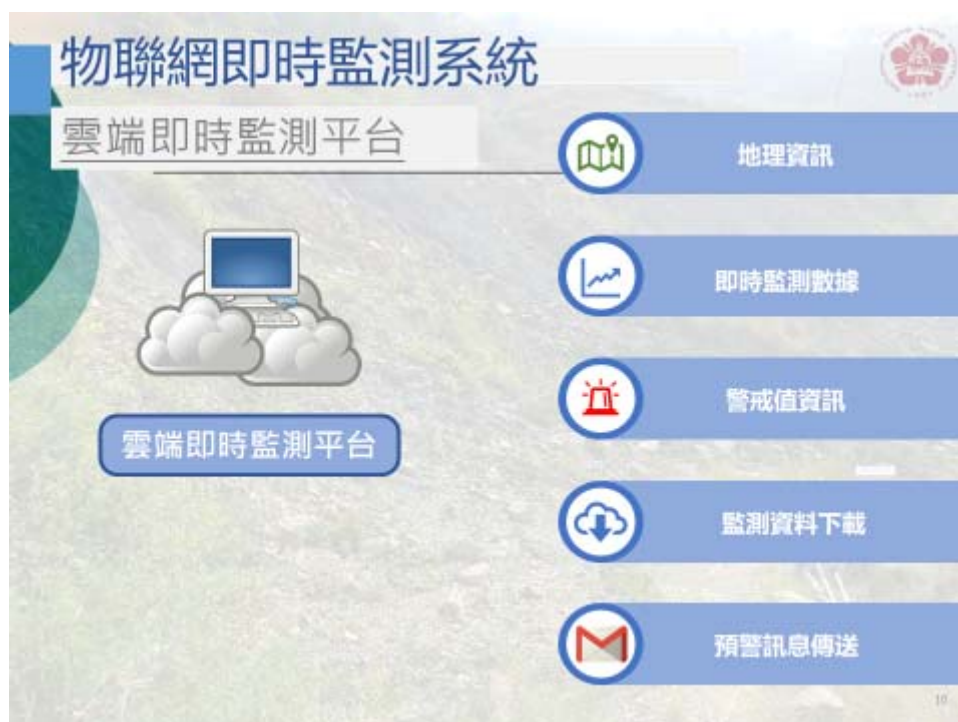 物聯網即時監測系統
雲端即時監測平台
地理資訊
即時監測數據
雲端即時監測平台
警戒值資訊
監測資料下載
預警訊息傳送
10